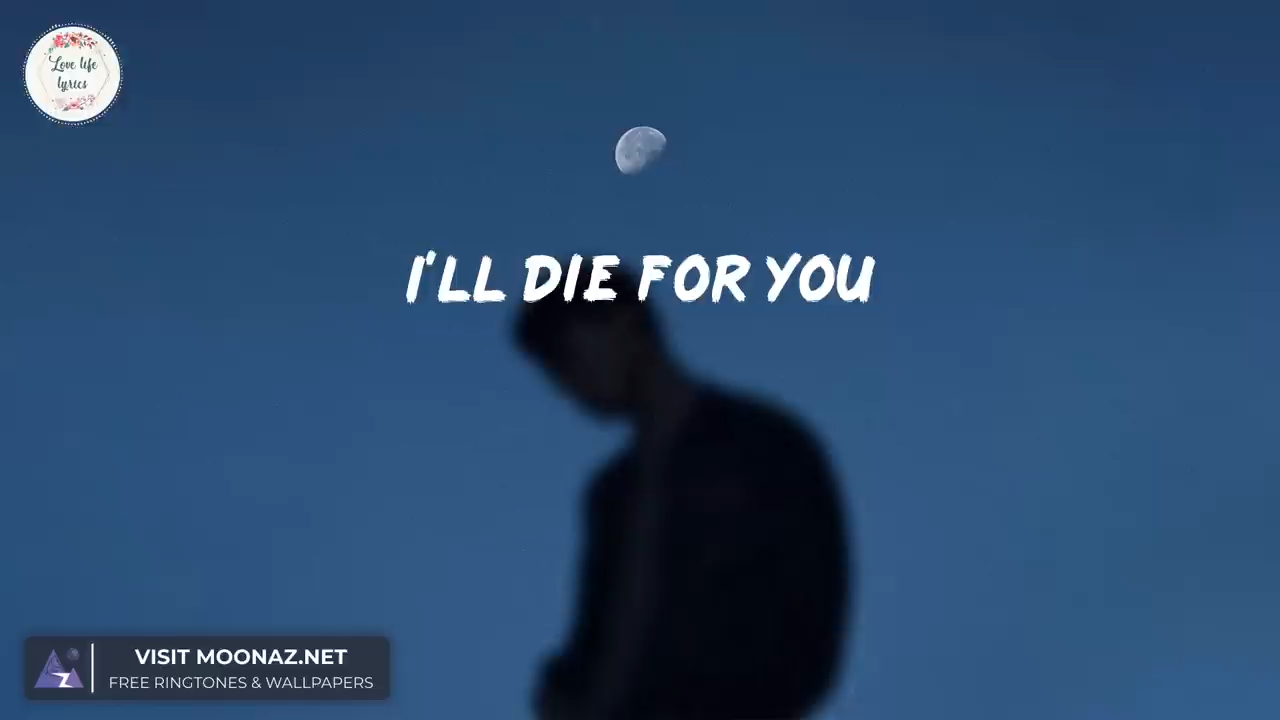 Love life
lyrics
I'LL DIE FOR YOU
VISIT MOONAZ.NET
FREE RINGTONES & WALLPAPERS